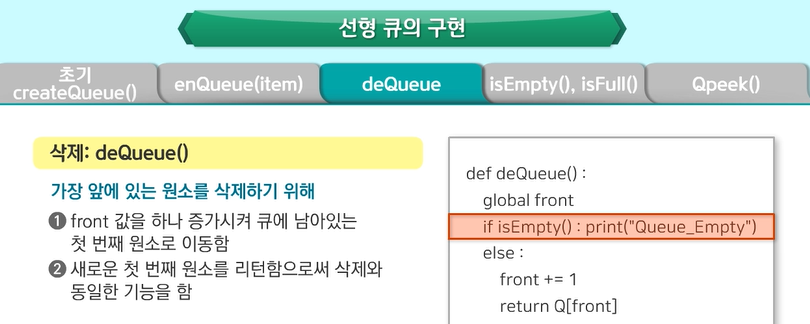 선형 큐의 구현
초기
createQueue()
enQueue(item)
deQueue
isEmpty(), isFull()
Qpeek()
삭제: deQueue()
가장 앞에 있는 원소를 삭제하기 위해
1 front 값을 하나 증가시켜 큐에 남아있는
첫 번째 원소로 이동함
2 새로운 첫 번째 원소를 리턴함으로써 삭제와
동일한 기능을 함
def deQueue() :
global front
if isEmpty() : print("Queue_Empty")
else :
front += 1
return Q[front]